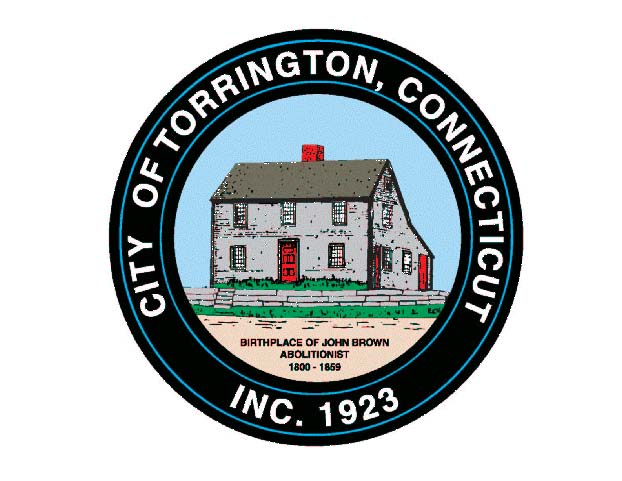 CITY OF TORRINGTON, CONNECTICUT
BIRTHPLACE OF JOHN BROWN
ABOLITIONIST
1800 - 1859
INC. 1923